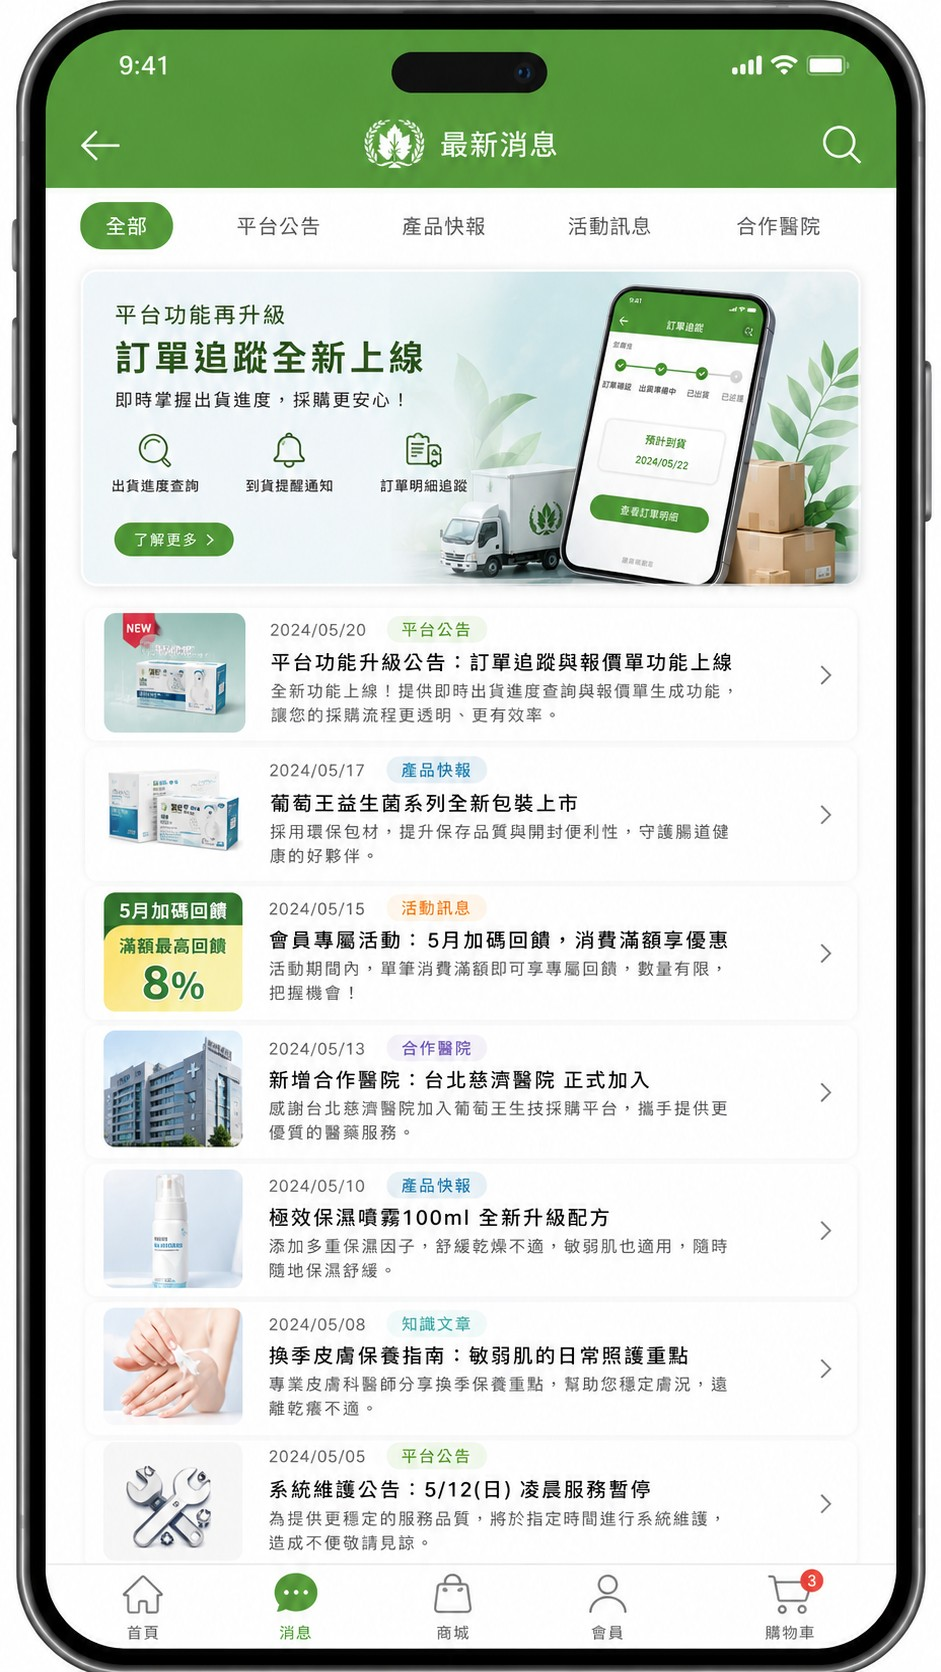 9:41
最新消息
全部
平台公告
產品快報
活動訊息
合作醫院
平台功能再升級
訂單追蹤全新上線
即時掌握出貨進度，採購更安心！
出貨進度查詢
到貨提醒通知
訂單明細追蹤
了解更多
9:41
訂單追蹤
訂單確認
出貨準備中
已出貨
預計到貨
2024/05/22
查看訂單明細
NEW
2024/05/20 平台公告
平台功能升級公告：訂單追蹤與報價單功能上線
全新功能上線！提供即時出貨進度查詢與報價單生成功能，
讓您的採購流程更透明、更有效率。
2024/05/17 產品快報
葡萄王益生菌系列全新包裝上市
採用環保包材，提升保存品質與開封便利性，守護腸道健
康的好夥伴。
5月加碼回饋
滿額最高回饋
8%
2024/05/15 活動訊息
會員專屬活動：5月加碼回饋，消費滿額享優惠
活動期間內，單筆消費滿額即可享專屬回饋，數量有限，
把握機會！
2024/05/13 合作醫院
新增合作醫院：台北慈濟醫院 正式加入
感謝台北慈濟醫院加入葡萄王生技採購平台，攜手提供更
優質的醫藥服務。
2024/05/10 產品快報
極效保濕噴霧100ml 全新升級配方
添加多重保濕因子，舒緩乾燥不適，敏弱肌也適用，隨時
隨地保濕舒緩。
2024/05/08 知識文章
換季皮膚保養指南：敏弱肌的日常照護重點
專業皮膚科醫師分享換季保養重點，幫助您穩定膚況，遠
離乾癢不適。
2024/05/05 平台公告
系統維護公告：5/12(日) 凌晨服務暫停
為提供更穩定的服務品質，將於指定時間進行系統維護，
造成不便敬請見諒。
首頁
消息
商城
會員
3
購物車